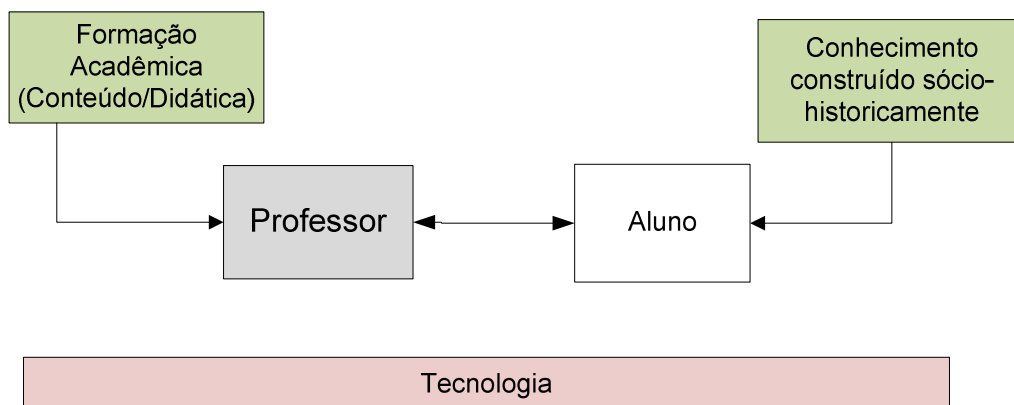 Formação
Acadêmica
(Conteúdo/Didática)
Conhecimento
construído sócio-
historicamente
Professor
Aluno
Tecnologia